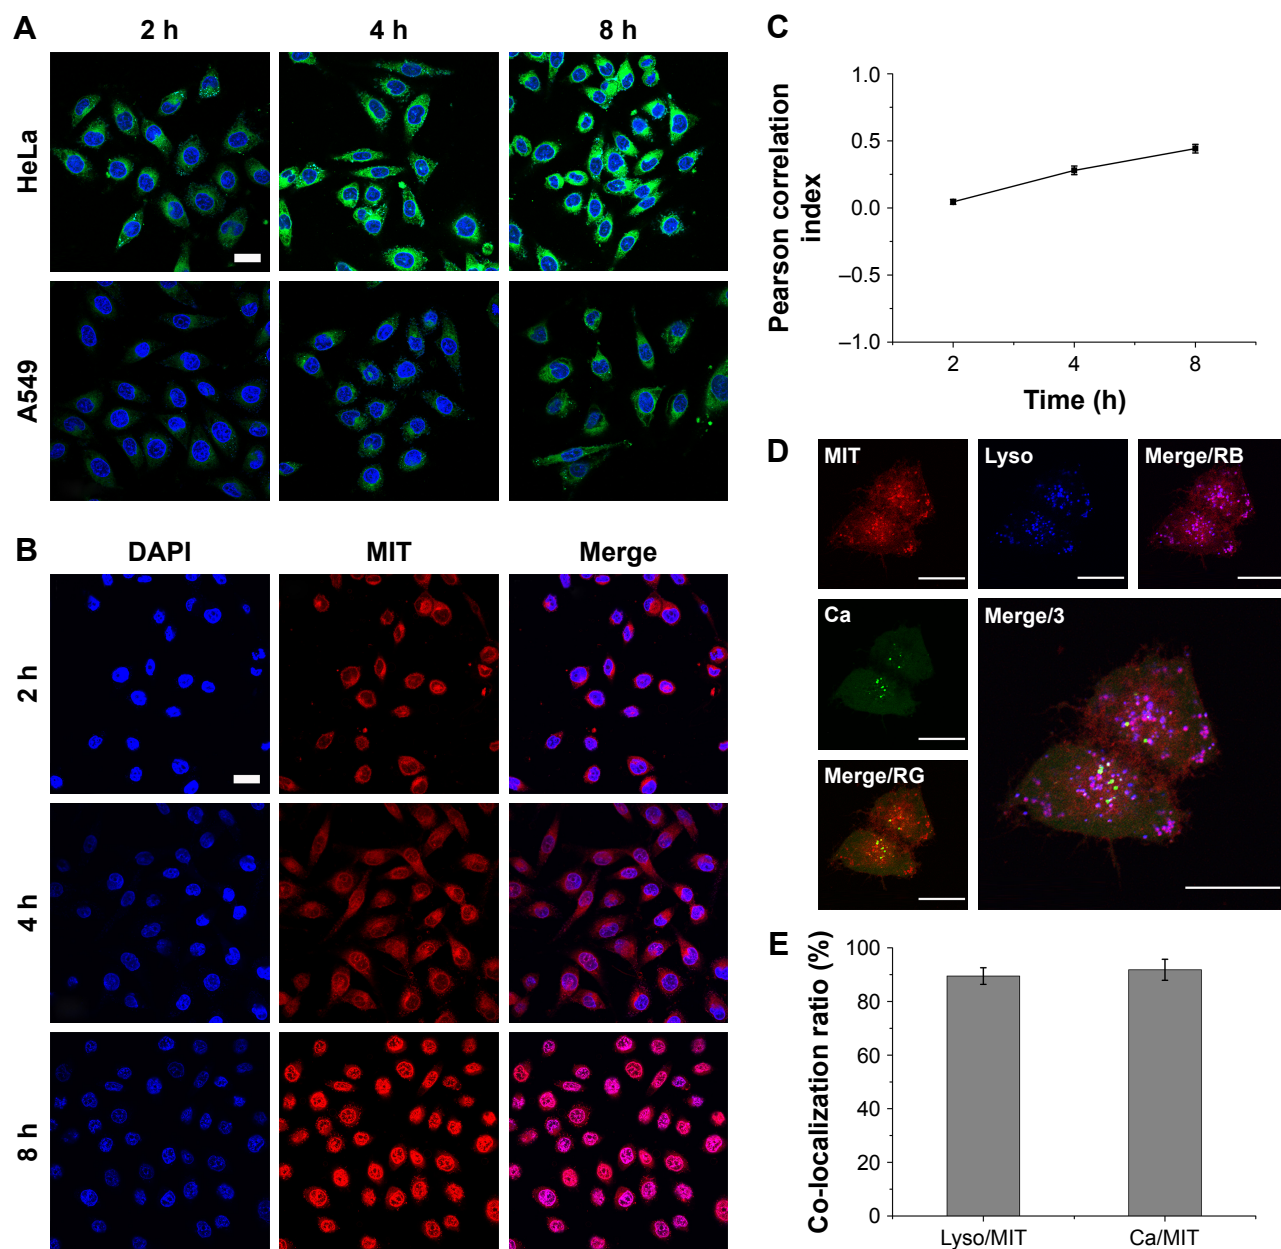 A
2 h
4 h
8 h
HeLa
A549
B
DAPI
MIT
Merge
2 h
4 h
8 h
C
Pearson correlation
index
1.0
0.5
0.0
–0.5
–1.0
2
4
8
Time (h)
D
MIT
Lyso
Merge/RB
Ca
Merge/3
Merge/RG
E
Co-localization ratio (%)
100
80
60
40
20
0
Lyso/MIT
Ca/MIT